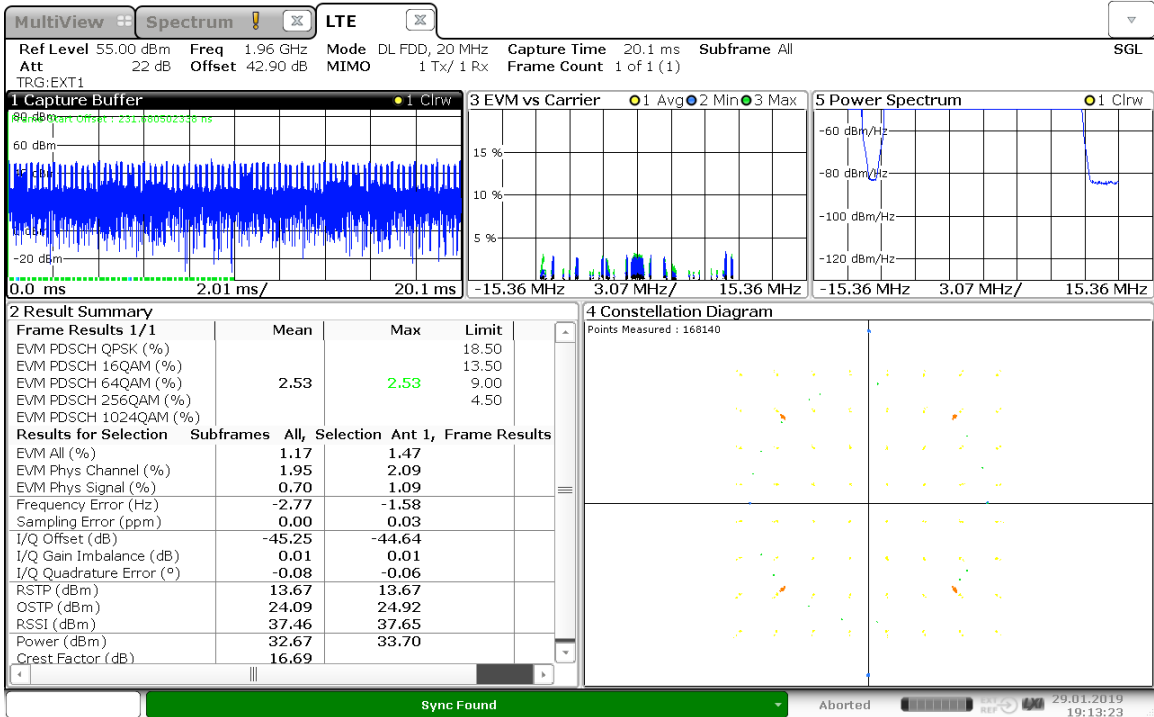 MultiView Spectrum LTE
Ref Level 55.00 dBm Freq 1.96 GHz Mode DL FDD, 20 MHz Capture Time 20.1 ms Subframe All SGL
Att 22 dB Offset 42.90 dB MIMO 1 Tx/ 1 Rx Frame Count 1 of 1 (1)
TRG:EXT1
1 Capture Buffer 1 Clrw
80 dBm
Frame Start Offset : 231.680502338 ns
60 dBm
-20 dBm
0.0 ms 2.01 ms/ 20.1 ms
3 EVM vs Carrier 1 Avg 2 Min 3 Max
15 %
10 %
5 %
-15.36 MHz 3.07 MHz/ 15.36 MHz
5 Power Spectrum 1 Clrw
-60 dBm/Hz
-80 dBm/Hz
-100 dBm/Hz
-120 dBm/Hz
-15.36 MHz 3.07 MHz/ 15.36 MHz
2 Result Summary
Frame Results 1/1 Mean Max Limit
EVM PDSCH QPSK (%) 18.50
EVM PDSCH 16QAM (%) 13.50
EVM PDSCH 64QAM (%) 2.53 2.53 9.00
EVM PDSCH 256QAM (%) 4.50
EVM PDSCH 1024QAM (%)
Results for Selection Subframes All, Selection Ant 1, Frame Results
EVM All (%) 1.17 1.47
EVM Phys Channel (%) 1.95 2.09
EVM Phys Signal (%) 0.70 1.09
Frequency Error (Hz) -2.77 -1.58
Sampling Error (ppm) 0.00 0.03
I/Q Offset (dB) -45.25 -44.64
I/Q Gain Imbalance (dB) 0.01 0.01
I/Q Quadrature Error (°) -0.08 -0.06
RSTP (dBm) 13.67 13.67
OSTP (dBm) 24.09 24.92
RSSI (dBm) 37.46 37.65
Power (dBm) 32.67 33.70
Crest Factor (dB) 16.69
4 Constellation Diagram
Points Measured : 168140
Sync Found
Aborted
EXT
REF
LXI
29.01.2019
19:13:23